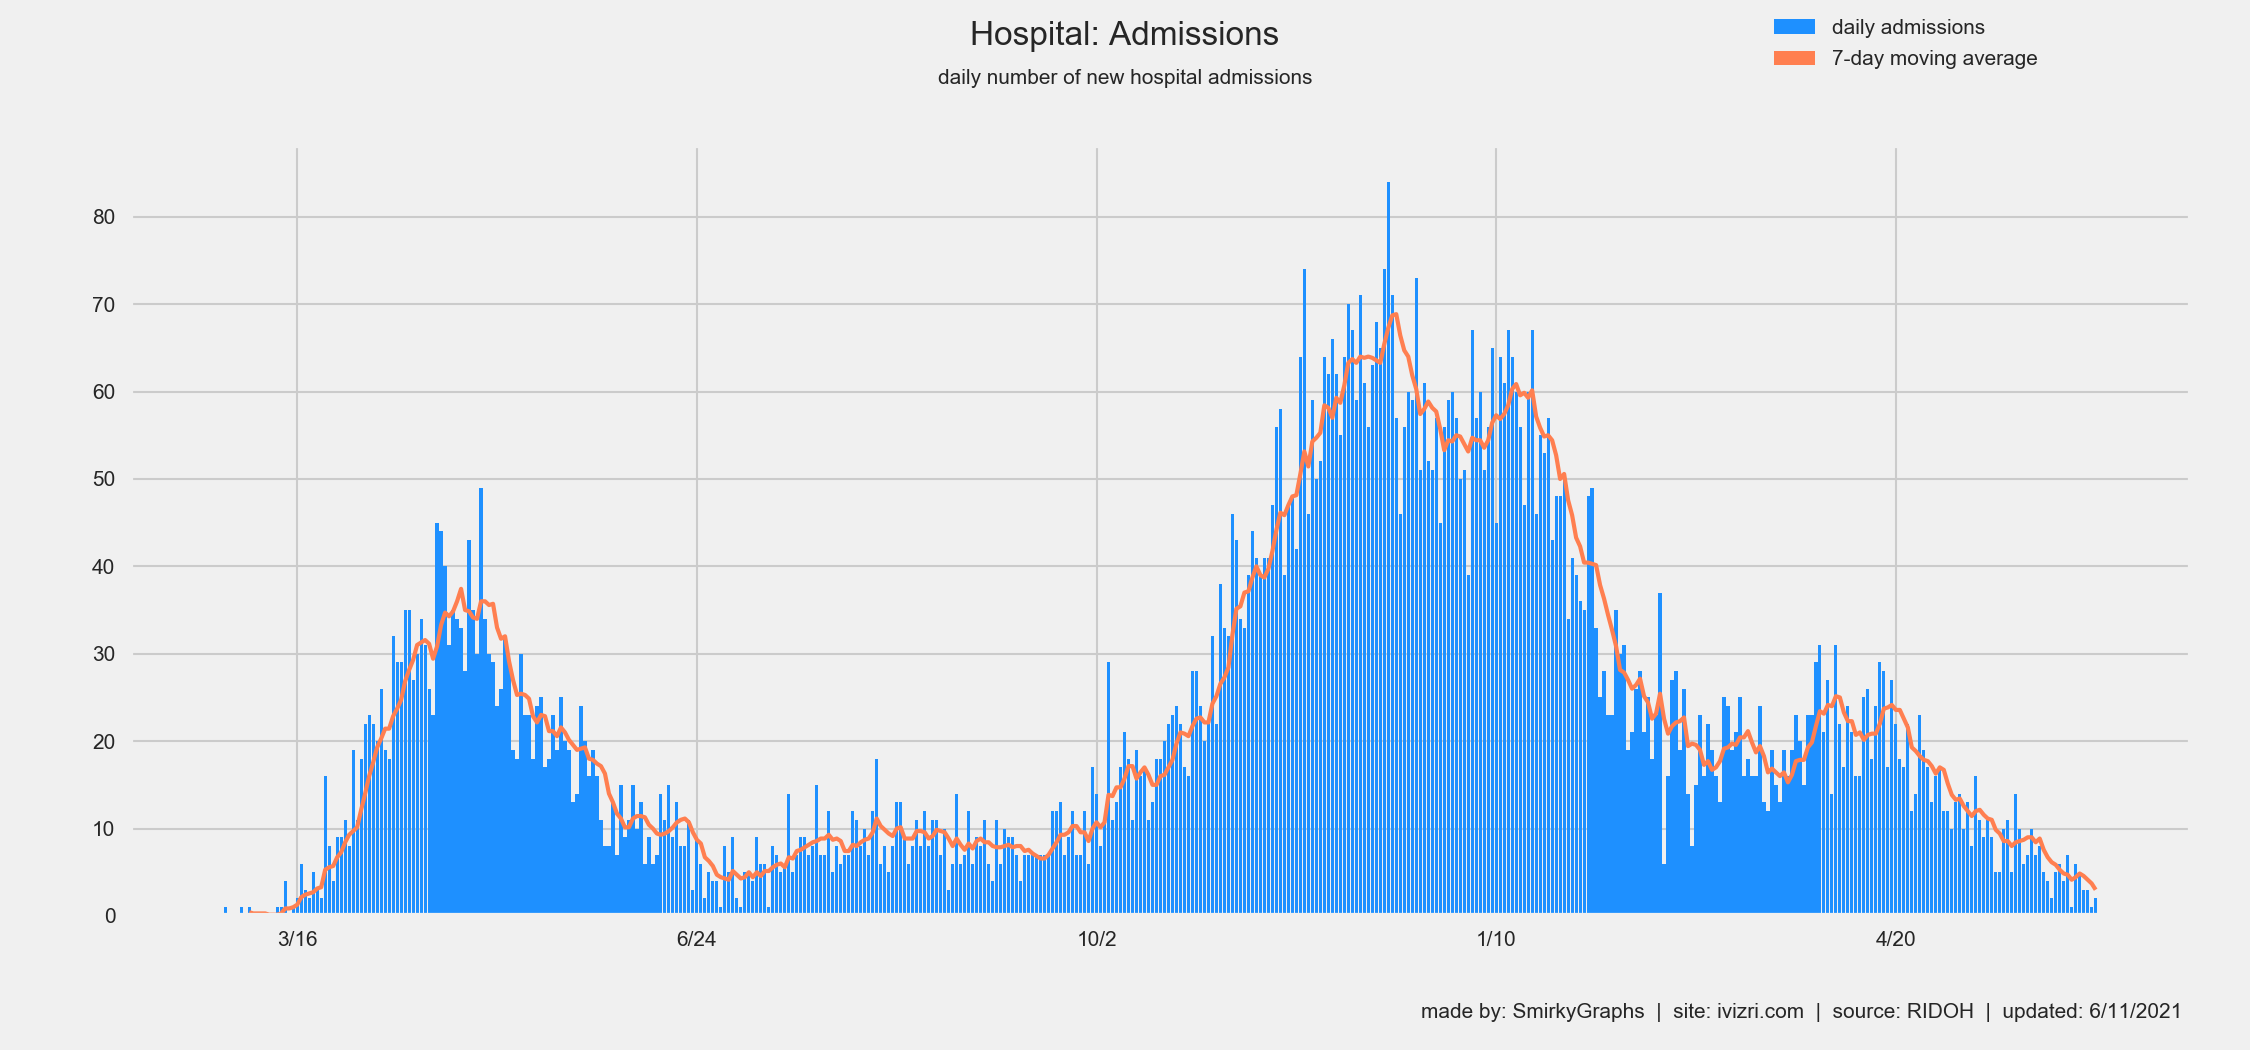 Hospital: Admissions
daily number of new hospital admissions
daily admissions
7-day moving average
80
70
60
50
40
30
20
10
0
3/16 6/24 10/2 1/10 4/20
made by: SmirkyGraphs | site: ivizri.com | source: RIDOH | updated: 6/11/2021